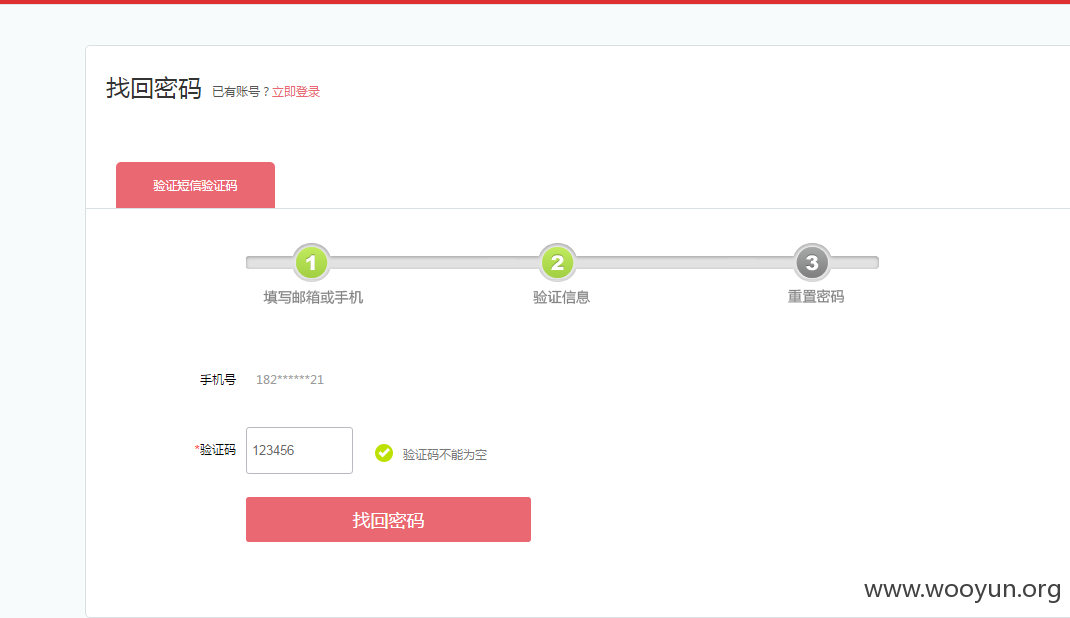 找回密码 已有账号？立即登录
验证短信验证码
1 2 3
填写邮箱或手机 验证信息 重置密码
手机号 182******21
*验证码 123456 验证码不能为空
找回密码
www.wooyun.org